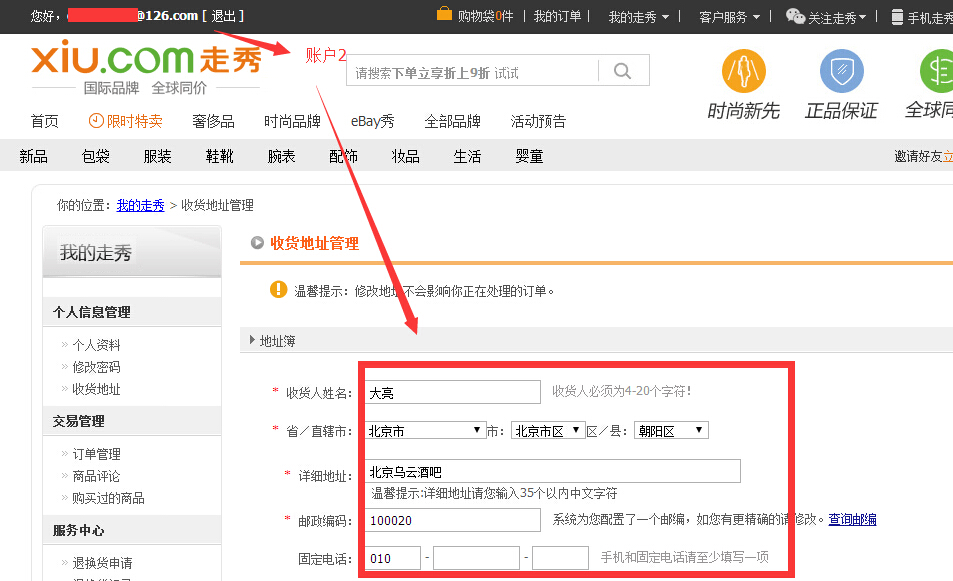 您好, @126.com [ 退出 ] 购物袋0件 | 我的订单 | 我的走秀 | 客户服务 | 关注走秀 | 手机走秀
账户2
xiu.com 走秀
国际品牌 全球同价
请搜索下单立享折上9折 试试
时尚新先 正品保证 全球同
首页 限时特卖 奢侈品 时尚品牌 eBay秀 全部品牌 活动预告
新品 包袋 服装 鞋靴 腕表 配饰 妆品 生活 婴童 邀请好友立
你的位置: 我的走秀 > 收货地址管理
我的走秀
收货地址管理
温馨提示: 修改地址不会影响你正在处理的订单。
个人信息管理
地址簿
» 个人资料
» 修改密码
» 收货地址
* 收货人姓名: 大亮 收货人必须为4-20个字符!
交易管理
* 省／直辖市: 北京市 市: 北京市区 区／县: 朝阳区
» 订单管理
» 商品评论
* 详细地址: 北京乌云酒吧
» 购买过的商品
温馨提示:详细地址请您输入35个以内中文字符
服务中心
* 邮政编码: 100020 系统为您配置了一个邮编，如您有更精确的请修改。查询邮编
» 退换货申请
固定电话: 010 - - 手机和固定电话请至少填写一项